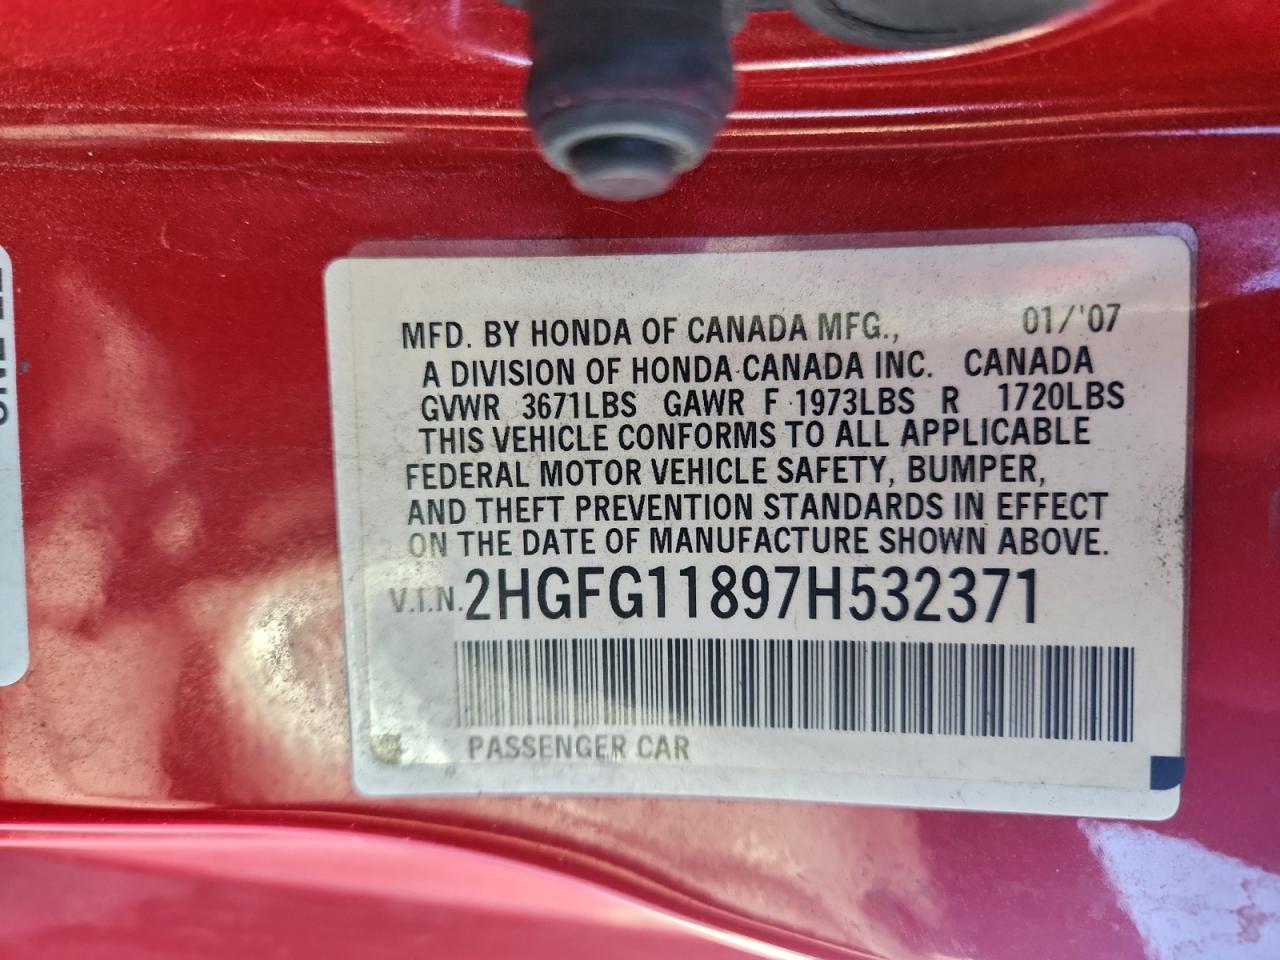 MFD. BY HONDA OF CANADA MFG., 01/'07
A DIVISION OF HONDA CANADA INC. CANADA
GVWR 3671LBS GAWR F 1973LBS R 1720LBS
THIS VEHICLE CONFORMS TO ALL APPLICABLE
FEDERAL MOTOR VEHICLE SAFETY, BUMPER,
AND THEFT PREVENTION STANDARDS IN EFFECT
ON THE DATE OF MANUFACTURE SHOWN ABOVE.
V.I.N. 2HGFG11897H532371
PASSENGER CAR